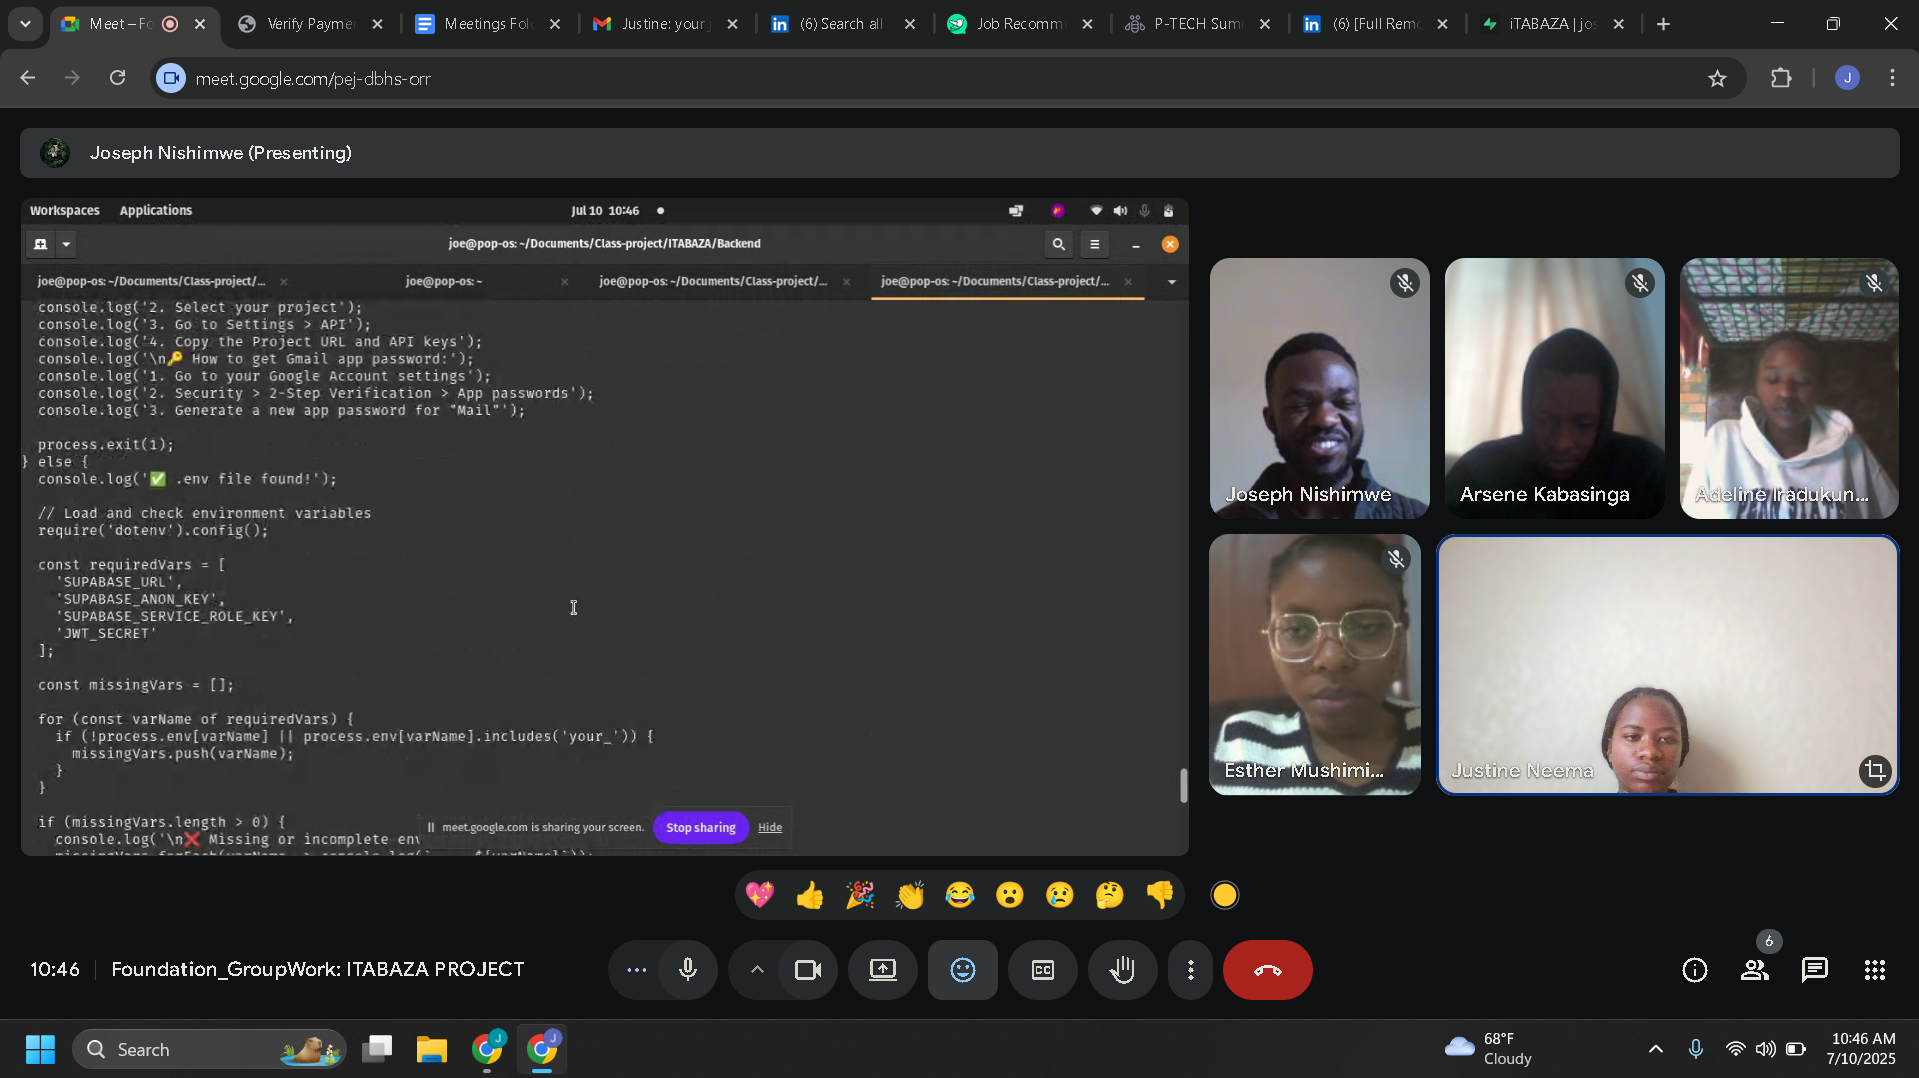 Meet – Fo
Verify Paymen
Meetings Fol
Justine: your j
(6) Search all
Job Recomm
P-TECH Sum
(6) [Full Rem
iTABAZA | jos
meet.google.com/pej-dbhs-orr
J
Joseph Nishimwe (Presenting)
Workspaces Applications
Jul 10 10:46
joe@pop-os: ~/Documents/Class-project/ITABAZA/Backend
joe@pop-os: ~/Documents/Class-project/...
joe@pop-os: ~
joe@pop-os: ~/Documents/Class-project/...
joe@pop-os: ~/Documents/Class-project/...
console.log('2. Select your project');
console.log('3. Go to Settings > API');
console.log('4. Copy the Project URL and API keys');
console.log('\n🔑 How to get Gmail app password:');
console.log('1. Go to your Google Account settings');
console.log('2. Security > 2-Step Verification > App passwords');
console.log('3. Generate a new app password for "Mail"');
process.exit(1);
} else {
console.log('✅ .env file found!');
// Load and check environment variables
require('dotenv').config();
const requiredVars = [
'SUPABASE_URL',
'SUPABASE_ANON_KEY',
'SUPABASE_SERVICE_ROLE_KEY',
'JWT_SECRET'
];
const missingVars = [];
for (const varName of requiredVars) {
if (!process.env[varName] || process.env[varName].includes('your_')) {
missingVars.push(varName);
}
}
if (missingVars.length > 0) {
console.log('\n❌ Missing or incomplete env
meet.google.com is sharing your screen.
Stop sharing
Hide
Joseph Nishimwe
Arsene Kabasinga
Adeline Iradukun...
Esther Mushimi...
Justine Neema
10:46
Foundation_GroupWork: ITABAZA PROJECT
CC
6
Search
J
J
68°F
Cloudy
10:46 AM
7/10/2025